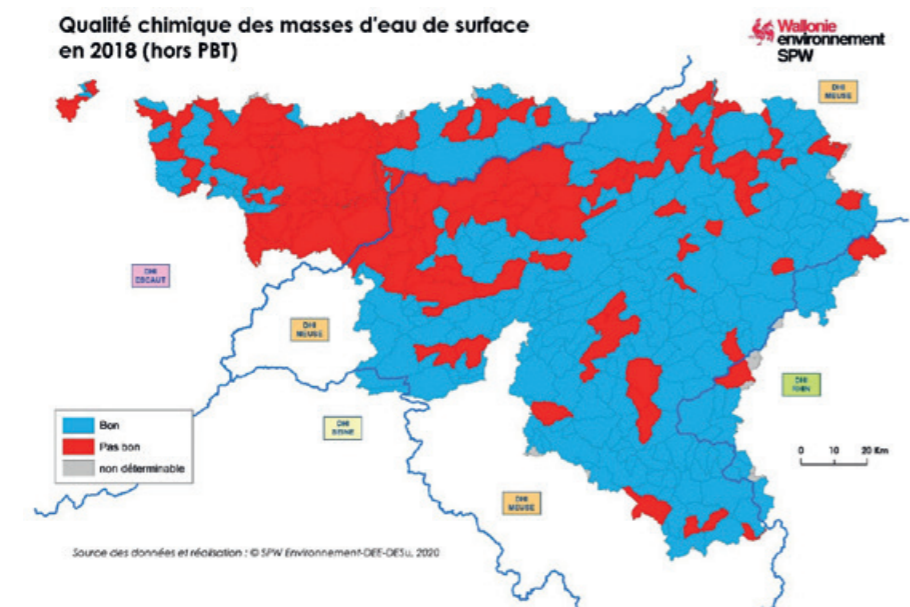 Qualité chimique des masses d'eau de surface
en 2018 (hors PBT)
Wallonie
environnement
SPW
DHI
MEUSE
DHI
ESCAUT
DHI
MEUSE
DHI
RHIN
DHI
SEINE
Bon
Pas bon
non déterminable
0 10 20 Km
DHI
MEUSE
Source des données et réalisation : © SPW Environnement-DEE-DESu, 2020